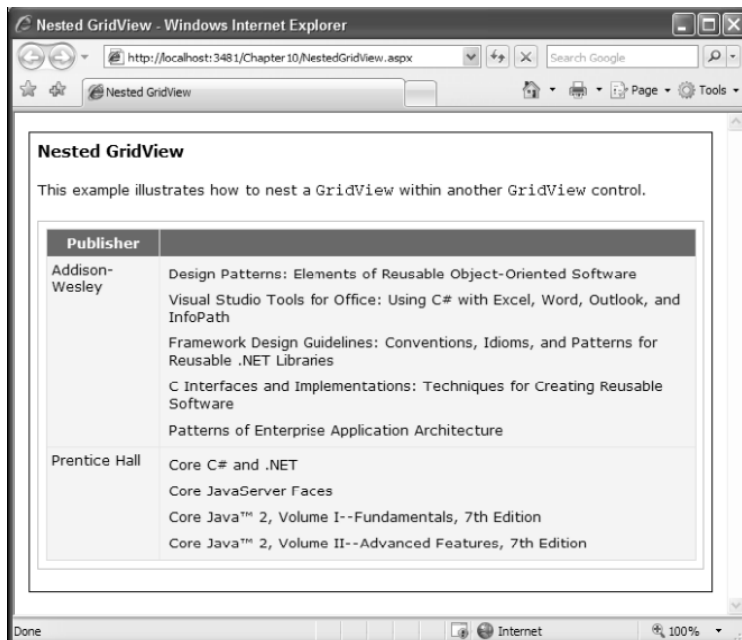 Nested GridView - Windows Internet Explorer
http://localhost:3481/Chapter10/NestedGridView.aspx
Search Google
Nested GridView
Page
Tools
Nested GridView
This example illustrates how to nest a GridView within another GridView control.
Publisher
Addison-
Wesley
Design Patterns: Elements of Reusable Object-Oriented Software
Visual Studio Tools for Office: Using C# with Excel, Word, Outlook, and
InfoPath
Framework Design Guidelines: Conventions, Idioms, and Patterns for
Reusable .NET Libraries
C Interfaces and Implementations: Techniques for Creating Reusable
Software
Patterns of Enterprise Application Architecture
Prentice Hall
Core C# and .NET
Core JavaServer Faces
Core Java™ 2, Volume I--Fundamentals, 7th Edition
Core Java™ 2, Volume II--Advanced Features, 7th Edition
Done
Internet
100%